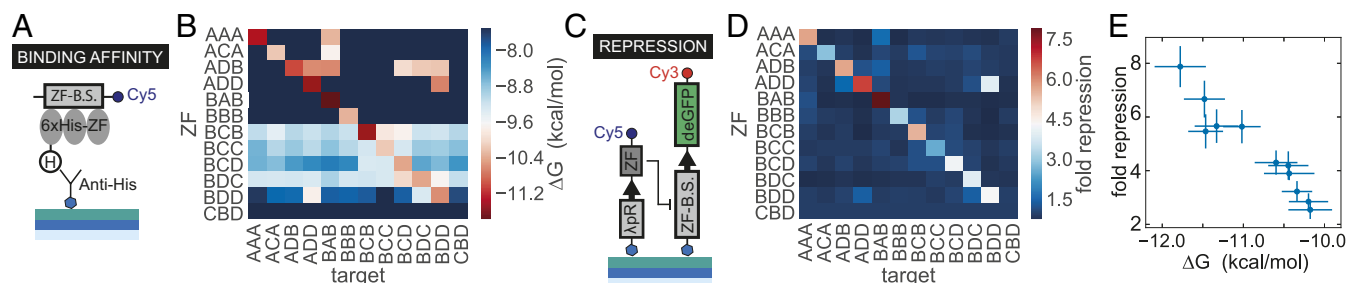 A
BINDING AFFINITY
ZF-B.S.
Cy5
6xHis-ZF
H
Anti-His
B
ZF
AAA
ACA
ADB
ADD
BAB
BBB
BCB
BCC
BCD
BDC
BDD
CBD
AAA ACA ADB ADD BAB BBB BCB BCC BCD BDC BDD CBD
target
−8.0
−8.8
−9.6
−10.4
−11.2
ΔG (kcal/mol)
C
REPRESSION
Cy3
deGFP
Cy5
ZF
λpR
ZF-B.S.
D
ZF
AAA
ACA
ADB
ADD
BAB
BBB
BCB
BCC
BCD
BDC
BDD
CBD
AAA ACA ADB ADD BAB BBB BCB BCC BCD BDC BDD CBD
target
7.5
6.0
4.5
3.0
1.5
fold repression
E
fold repression
8
6
4
2
−12.0 −11.0 −10.0
ΔG (kcal/mol)